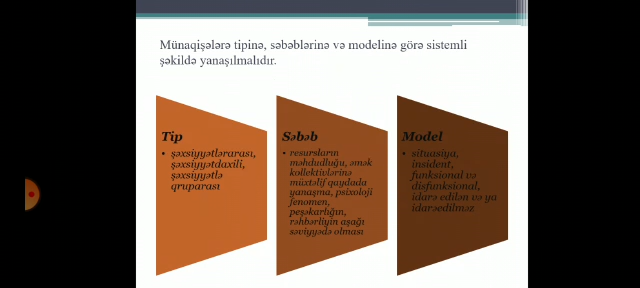 Münaqişələrə tipinə, səbəblərinə və modelinə görə sistemli
şəkildə yanaşılmalıdır.
Tip
• şəxsiyyətlərarası,
şəxsiyyətdaxili,
şəxsiyyətlə
qruparası
Səbəb
• resursların
məhdudluğu, əmək
kollektivlərinə
müxtəlif qaydada
yanaşma, psixoloji
fenomen,
peşəkarlığın,
rəhbərliyin aşağı
səviyyədə olması
Model
• situasiya,
insident,
funksional və
disfunksional,
idarə edilən və ya
idarəedilməz